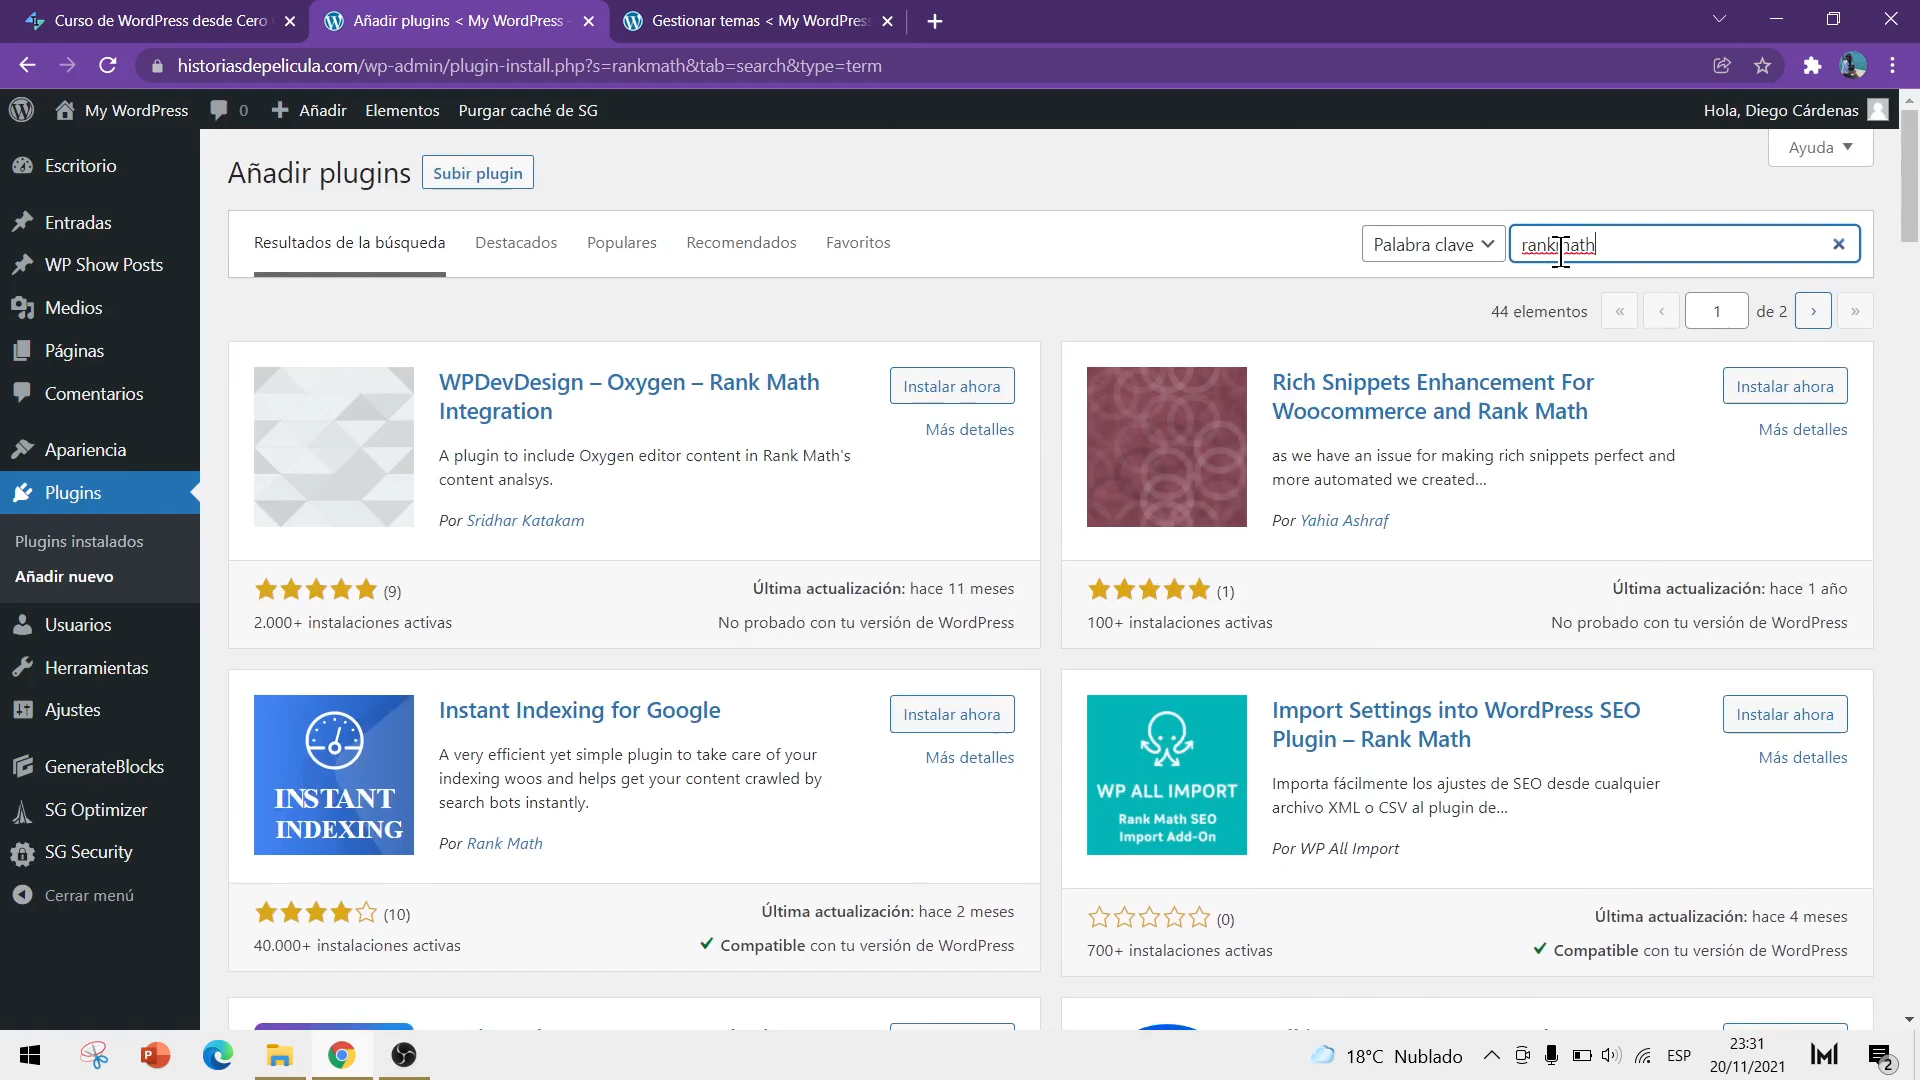 Curso de WordPress desde Cero
Añadir plugins < My WordPress -
Gestionar temas < My WordPress
historiasdepelicula.com/wp-admin/plugin-install.php?s=rankmath&tab=search&type=term
My WordPress
0
Añadir
Elementos
Purgar caché de SG
Hola, Diego Cárdenas
Ayuda
Escritorio
Entradas
WP Show Posts
Medios
Páginas
Comentarios
Apariencia
Plugins
Plugins instalados
Añadir nuevo
Usuarios
Herramientas
Ajustes
GenerateBlocks
SG Optimizer
SG Security
Cerrar menú
Añadir plugins
Subir plugin
Resultados de la búsqueda
Destacados
Populares
Recomendados
Favoritos
Palabra clave
rankmath
44 elementos
«
‹
1
de 2
›
»
WPDevDesign – Oxygen – Rank Math
Integration
Instalar ahora
Más detalles
A plugin to include Oxygen editor content in Rank Math's
content analsys.
Por Sridhar Katakam
(9)
2.000+ instalaciones activas
Última actualización: hace 11 meses
No probado con tu versión de WordPress
Rich Snippets Enhancement For
Woocommerce and Rank Math
Instalar ahora
Más detalles
as we have an issue for making rich snippets perfect and
more automated we created...
Por Yahia Ashraf
(1)
100+ instalaciones activas
Última actualización: hace 1 año
No probado con tu versión de WordPress
INSTANT
INDEXING
Instant Indexing for Google
Instalar ahora
Más detalles
A very efficient yet simple plugin to take care of your
indexing woos and helps get your content crawled by
search bots instantly.
Por Rank Math
(10)
40.000+ instalaciones activas
Última actualización: hace 2 meses
Compatible con tu versión de WordPress
WP ALL IMPORT
Rank Math SEO
Import Add-On
Import Settings into WordPress SEO
Plugin – Rank Math
Instalar ahora
Más detalles
Importa fácilmente los ajustes de SEO desde cualquier
archivo XML o CSV al plugin de...
Por WP All Import
(0)
700+ instalaciones activas
Última actualización: hace 4 meses
Compatible con tu versión de WordPress
18°C Nublado
ESP
23:31
20/11/2021
2